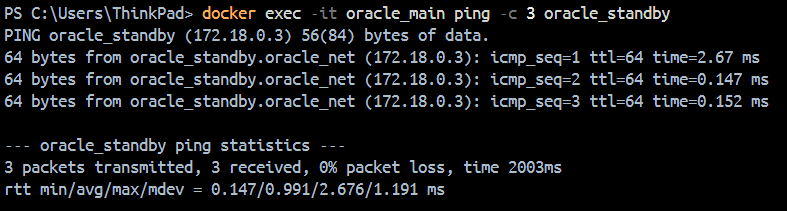 PS C:\Users\ThinkPad> docker exec -it oracle_main ping -c 3 oracle_standby
PING oracle_standby (172.18.0.3) 56(84) bytes of data.
64 bytes from oracle_standby.oracle_net (172.18.0.3): icmp_seq=1 ttl=64 time=2.67 ms
64 bytes from oracle_standby.oracle_net (172.18.0.3): icmp_seq=2 ttl=64 time=0.147 ms
64 bytes from oracle_standby.oracle_net (172.18.0.3): icmp_seq=3 ttl=64 time=0.152 ms
--- oracle_standby ping statistics ---
3 packets transmitted, 3 received, 0% packet loss, time 2003ms
rtt min/avg/max/mdev = 0.147/0.991/2.676/1.191 ms